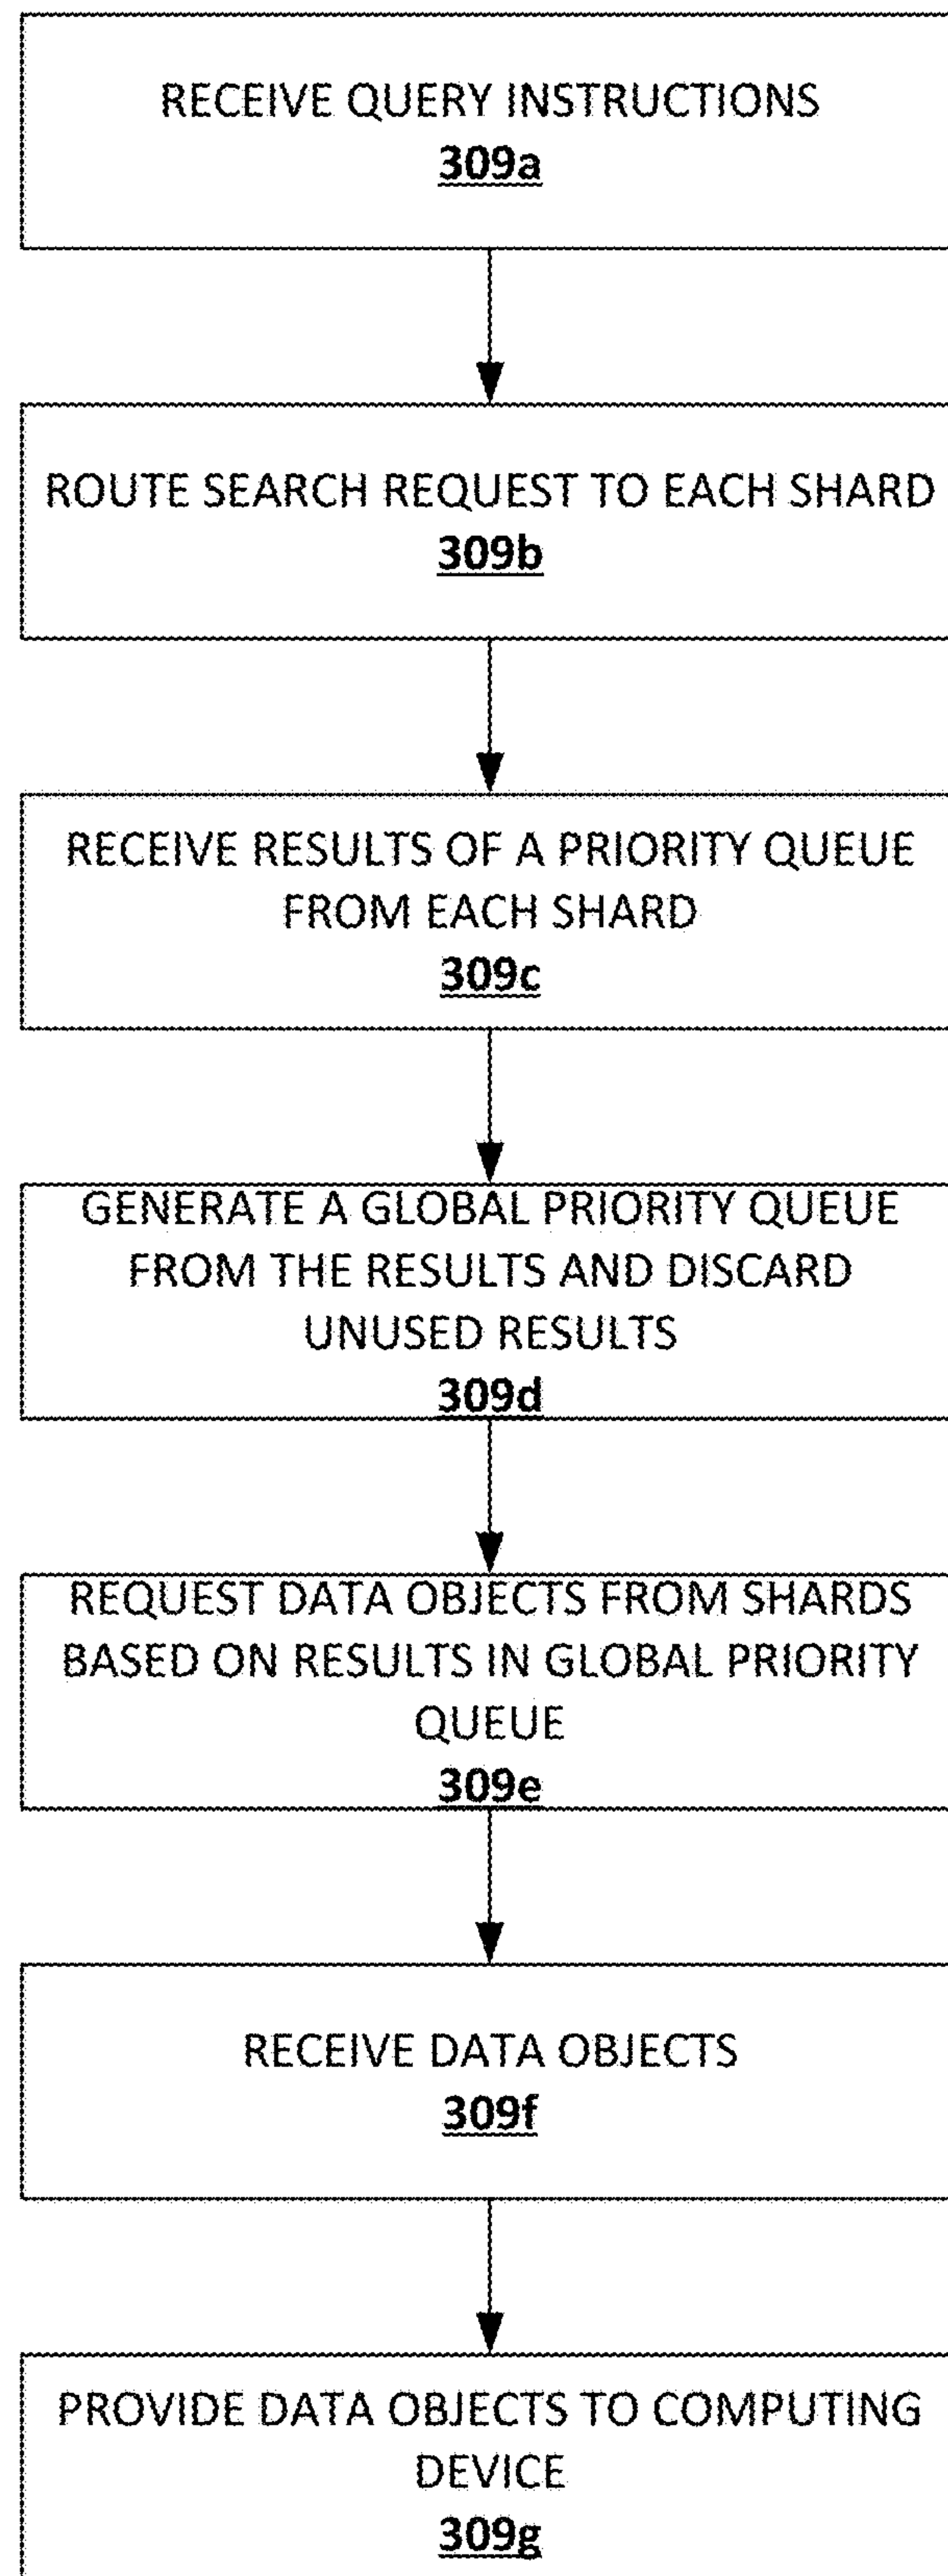 RECEIVE QUERY INSTRUCTIONS
309a
ROUTE SEARCH REQUEST TO EACH SHARD
309b
RECEIVE RESULTS OF A PRIORITY QUEUE
FROM EACH SHARD
309c
GENERATE A GLOBAL PRIORITY QUEUE
FROM THE RESULTS AND DISCARD
UNUSED RESULTS
309d
REQUEST DATA OBJECTS FROM SHARDS
BASED ON RESULTS IN GLOBAL PRIORITY
QUEUE
309e
RECEIVE DATA OBJECTS
309f
PROVIDE DATA OBJECTS TO COMPUTING
DEVICE
309g